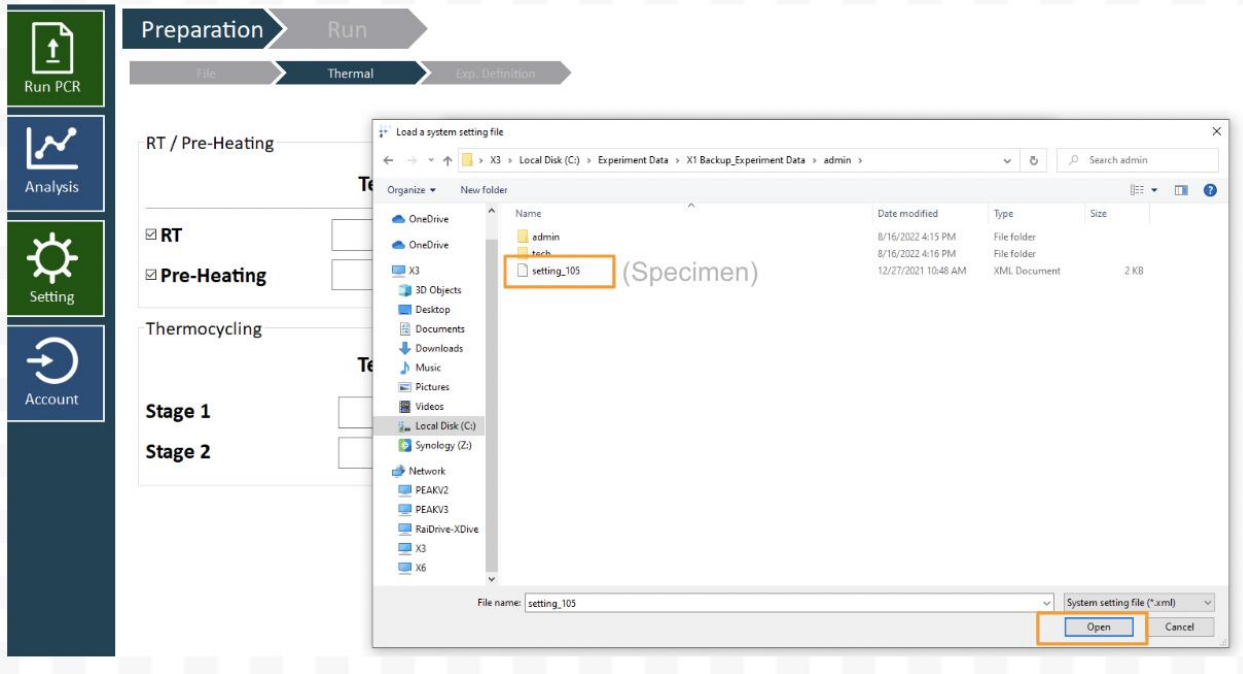 Preparation
Run
Run PCR
File
Thermal
Exp. Definition
Load a system setting file
X3 > Local Disk (C:) > Experiment Data > X1 Backup_Experiment Data > admin >
Search admin
RT / Pre-Heating
Te
Organize
New folder
Analysis
Name
Date modified
Type
Size
OneDrive
admin
8/16/2022 4:15 PM
File folder
RT
OneDrive
tech
8/16/2022 4:16 PM
File folder
X3
setting_105
(Specimen)
12/27/2021 10:48 AM
XML Document
2 KB
Pre-Heating
3D Objects
Setting
Desktop
Documents
Thermocycling
Downloads
Te
Music
Pictures
Account
Videos
Stage 1
Local Disk (C:)
Synology (Z:)
Stage 2
Network
PEAKV2
PEAKV3
RaiDrive-XDive
X3
X6
File name:
setting_105
System setting file (*.xml)
Open
Cancel